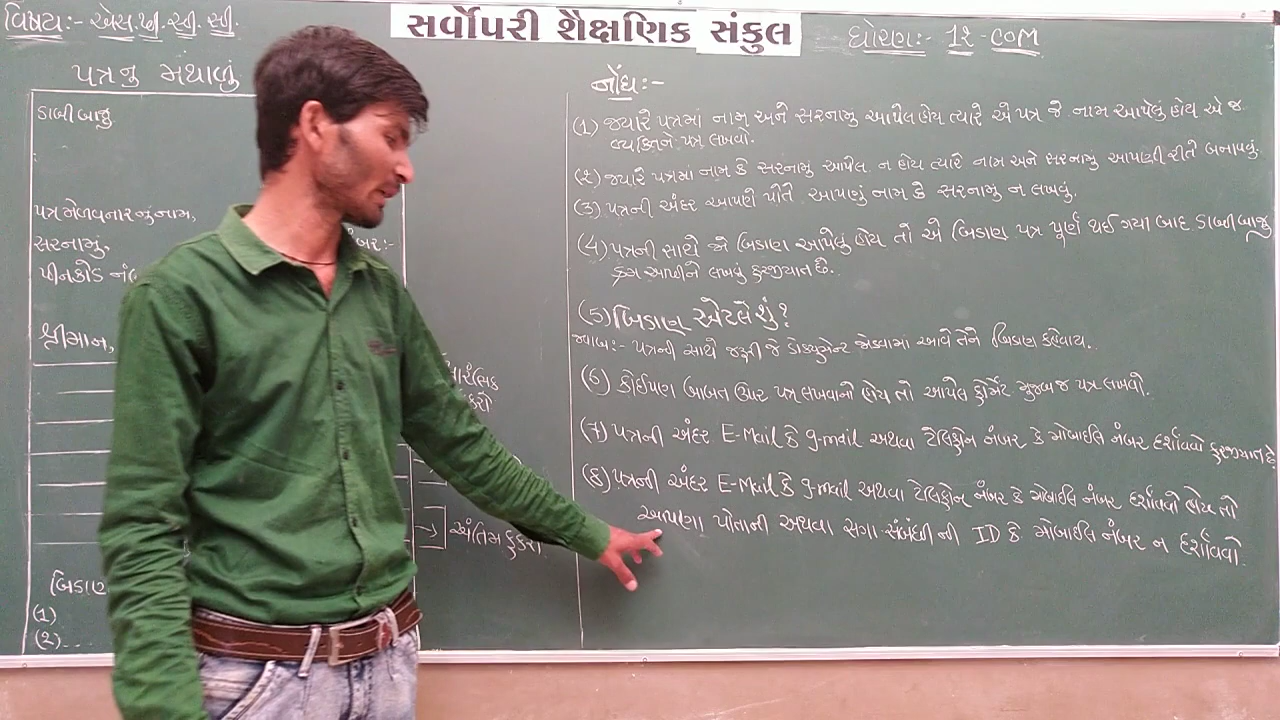 વિષય:- એસ.પી.સી.સી.
સર્વોપરી શૈક્ષણિક સંકુલ
ધોરણ:- 12 - COM
પત્રનુ મથાળું
ડાબીબાજુ
પત્ર મેળવનારનુંનામ,
સરનામું,
પીનકોડ નં
બર:-
શ્રીમાન,
અંતિમ ફકરો
બિડાણ
(1)
(2)..
નોંધ:-
(1) જ્યારે પત્રમાં નામ અને સરનામુ આપેલ હોય ત્યારે એ પત્ર જે નામ આપેલું હોય એ જ
વ્યક્તિને પત્ર લખવો.
(2) જ્યારે પત્રમાં નામ કે સરનામું આપેલ ન હોય ત્યારે નામ અને સરનામું આપણી રીતે બનાવવું.
(3) પત્રની અંદર આપણે પોતે આપણું નામ કે સરનામુ ન લખવું.
(4) પત્રની સાથે જે બિડાણ આપેલું હોય તો એ બિડાણ પત્ર પૂર્ણ થઈ ગયા બાદ ડાબીબાજુ
ક્રમ આપીને લખવું ફરજીયાત છે.
(5) બિડાણ એટલે શું?
જવાબ:- પત્રની સાથે જરૂરી જે ડોક્યુમેન્ટ જોડવામાં આવે તેને બિડાણ કહેવાય.
(6) કોઈપણ બાબત ઉપર પત્ર લખવાનો હોય તો આપેલ ફોર્મેટ મુજબ જ પત્ર લખવો.
(7) પત્રની અંદર E-Mail કે g-mail અથવા ટેલિફોન નંબર કે મોબાઈલ નંબર દર્શાવવો ફરજીયાત છે
(8) પત્રની અંદર E-Mail કે g-mail અથવા ટેલિફોન નંબર કે મોબાઈલ નંબર દર્શાવવો હોય તો
આપણા પોતાની અથવા સગા સંબંધી ની ID કે મોબાઈલ નંબર ન દર્શાવવો.